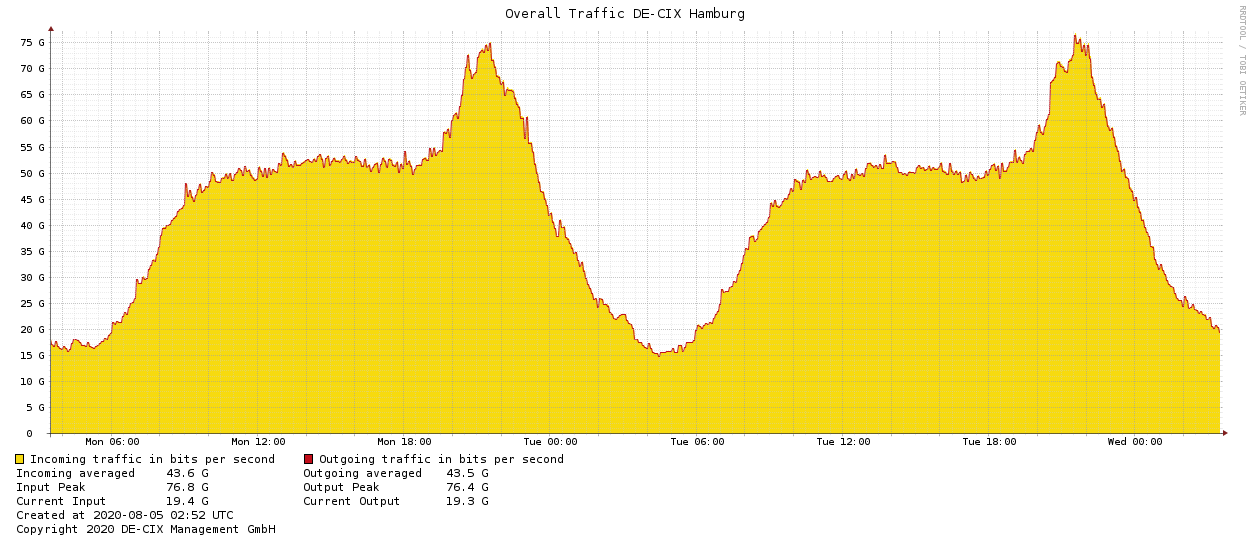 Overall Traffic DE-CIX Hamburg
RRDTOOL / TOBI OETIKER
75 G
70 G
65 G
60 G
55 G
50 G
45 G
40 G
35 G
30 G
25 G
20 G
15 G
10 G
5 G
0
Mon 06:00 Mon 12:00 Mon 18:00 Tue 00:00 Tue 06:00 Tue 12:00 Tue 18:00 Wed 00:00
Incoming traffic in bits per second Outgoing traffic in bits per second
Incoming averaged 43.6 G Outgoing averaged 43.5 G
Input Peak 76.8 G Output Peak 76.4 G
Current Input 19.4 G Current Output 19.3 G
Created at 2020-08-05 02:52 UTC
Copyright 2020 DE-CIX Management GmbH